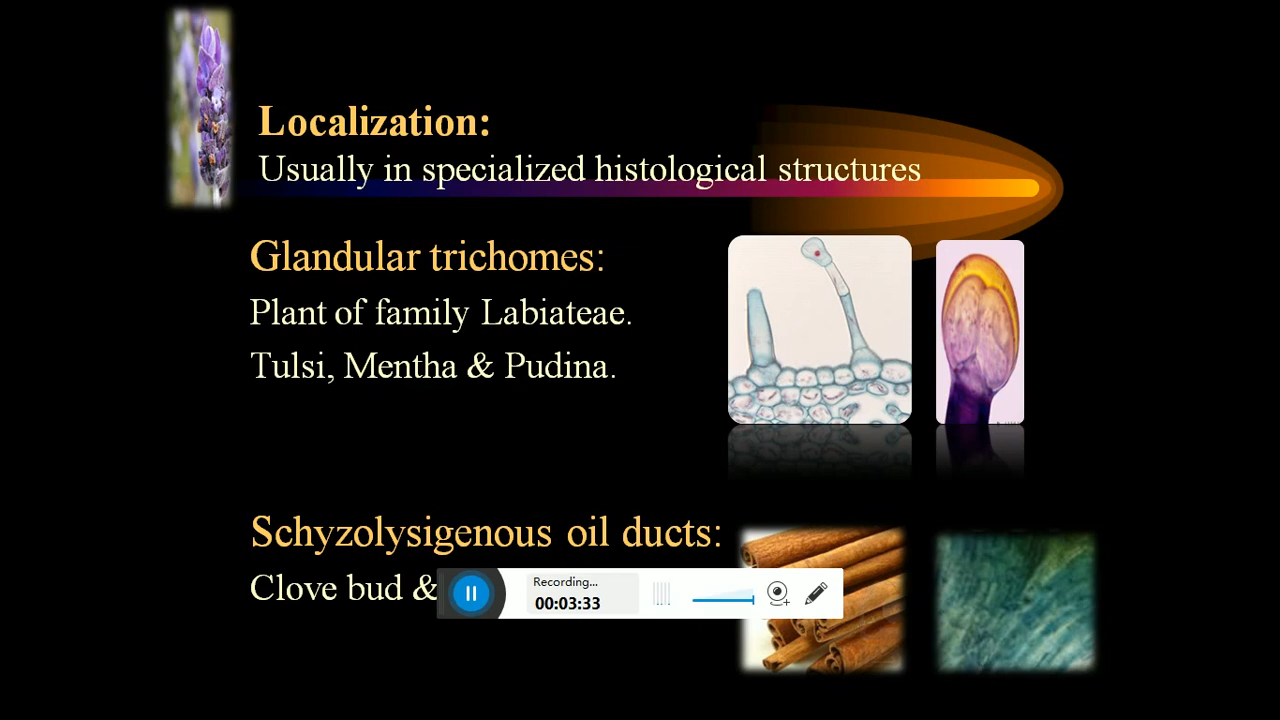 Localization:
Usually in specialized histological structures
Glandular trichomes:
Plant of family Labiateae.
Tulsi, Mentha & Pudina.
Schyzolysigenous oil ducts:
Clove bud &
Recording...
00:03:33